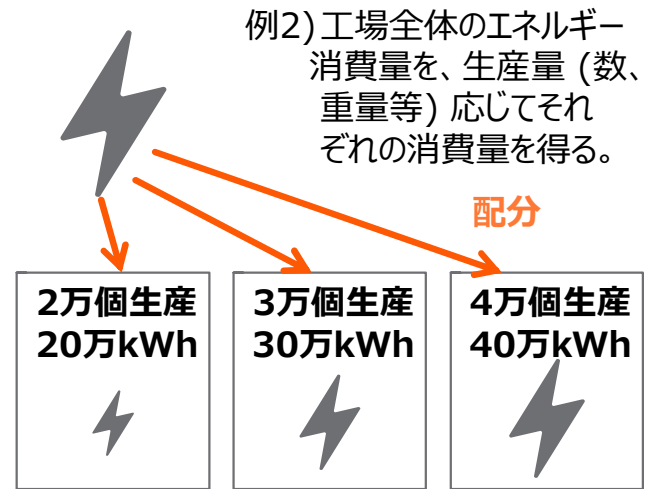 例2)工場全体のエネルギー
消費量を、生産量 (数、
重量等) 応じてそれ
ぞれの消費量を得る。
配分
2万個生産
20万kWh
3万個生産
30万kWh
4万個生産
40万kWh